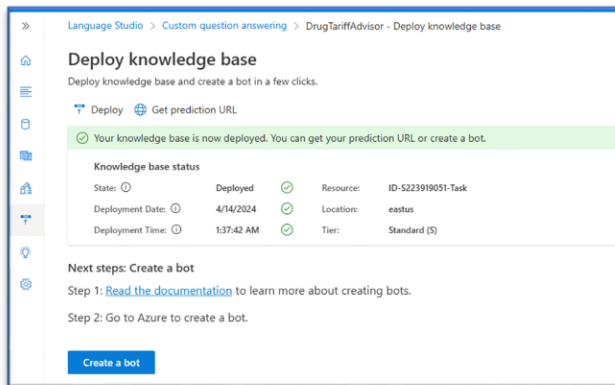 Language Studio > Custom question answering > DrugTariffAdvisor - Deploy knowledge base
Deploy knowledge base
Deploy knowledge base and create a bot in a few clicks.
Deploy Get prediction URL
Your knowledge base is now deployed. You can get your prediction URL or create a bot.
Knowledge base status
State: Deployed Resource: ID-S223919051-Task
Deployment Date: 4/14/2024 Location: eastus
Deployment Time: 1:37:42 AM Tier: Standard (S)
Next steps: Create a bot
Step 1: Read the documentation to learn more about creating bots.
Step 2: Go to Azure to create a bot.
Create a bot